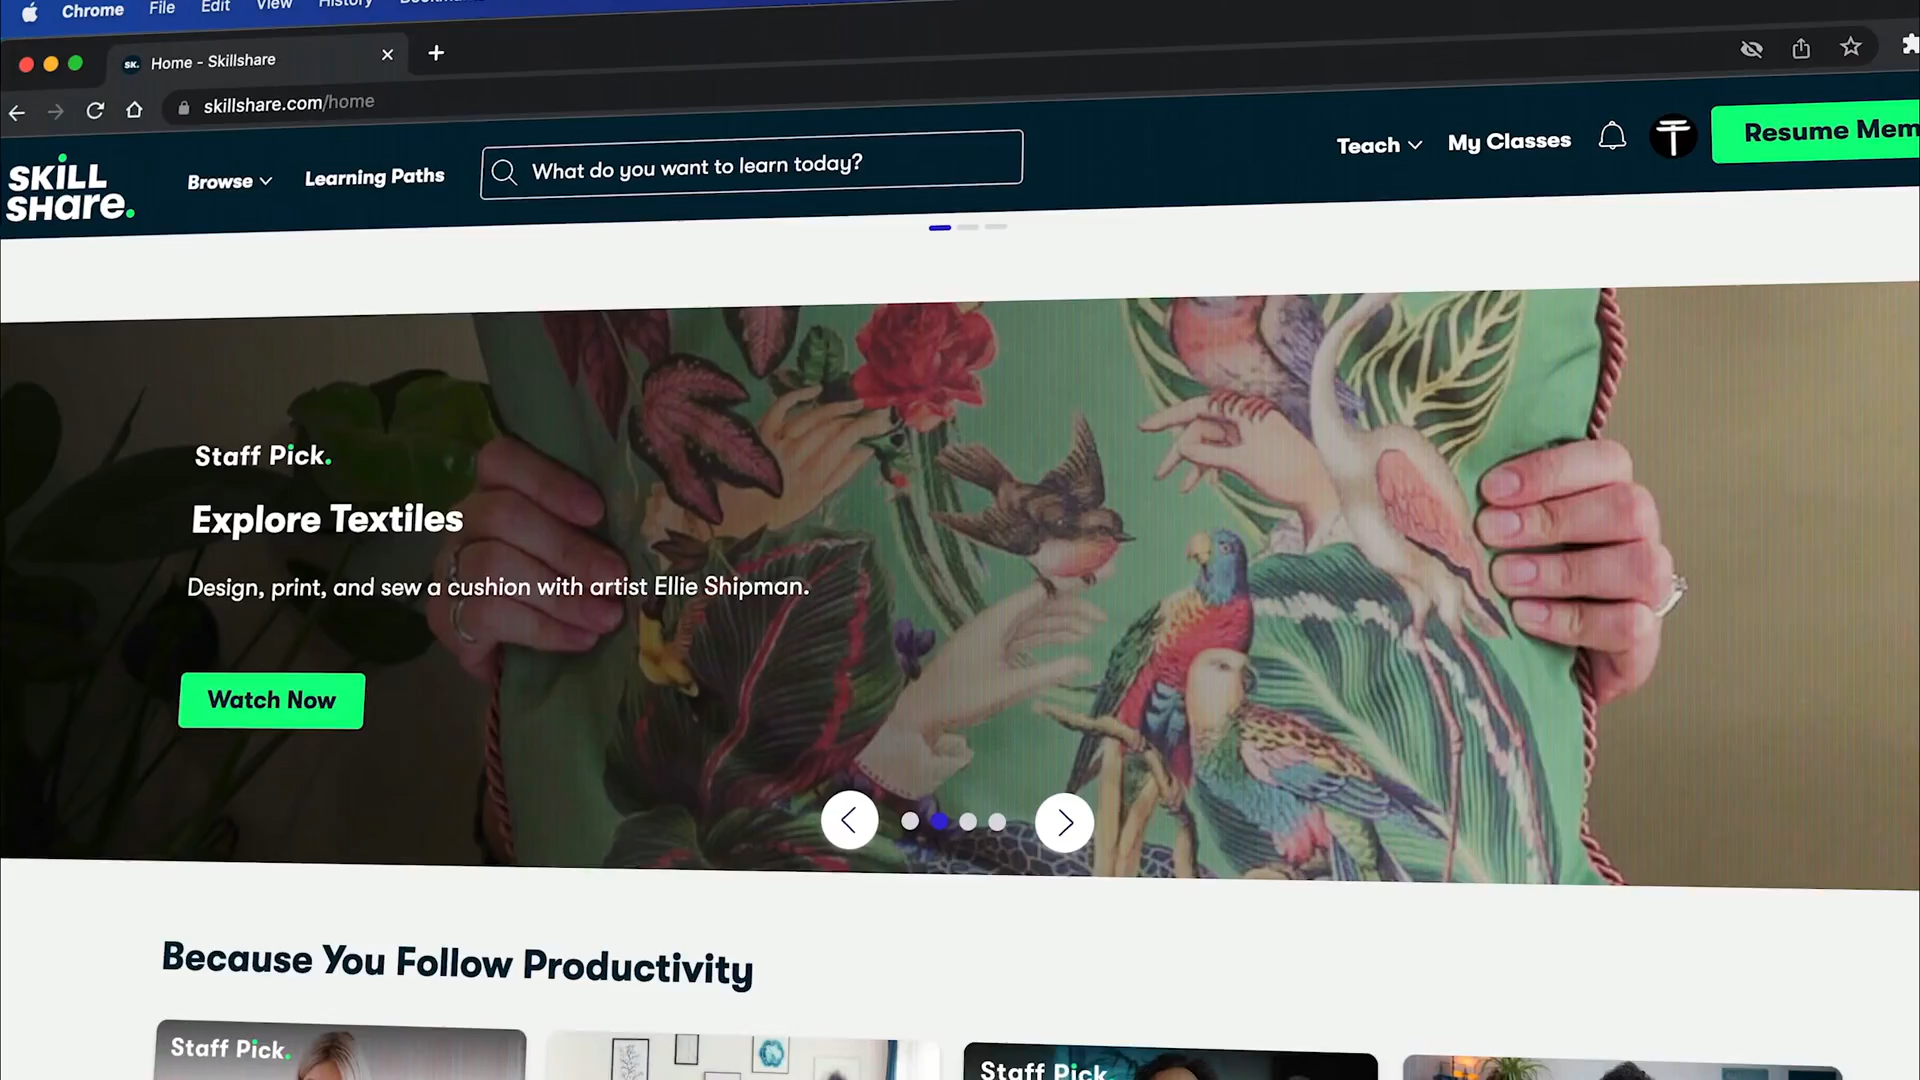 Chrome File Edit View History
Home - Skillshare
skillshare.com/home
SKILL
SHARE.
Browse
Learning Paths
What do you want to learn today?
Teach
My Classes
Resume Mem
Staff Pick.
Explore Textiles
Design, print, and sew a cushion with artist Ellie Shipman.
Watch Now
Because You Follow Productivity
Staff Pick.
Staff Pick.